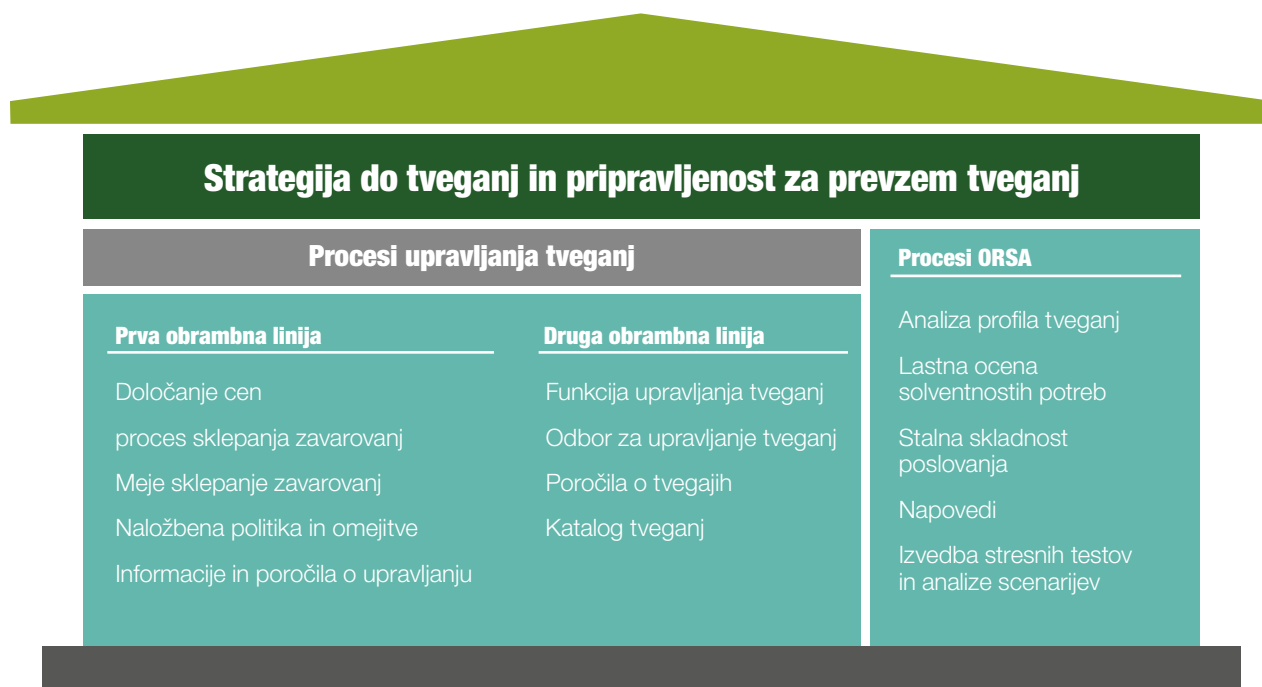 Strategija do tveganj in pripravljenost za prevzem tveganj
Procesi upravljanja tveganj
Prva obrambna linija
Določanje cen
proces sklepanja zavarovanj
Meje sklepanje zavarovanj
Naložbena politika in omejitve
Informacije in poročila o upravljanju
Druga obrambna linija
Funkcija upravljanja tveganj
Odbor za upravljanje tveganj
Poročila o tvegajih
Katalog tveganj
Procesi ORSA
Analiza profila tveganj
Lastna ocena
solventnostih potreb
Stalna skladnost
poslovanja
Napovedi
Izvedba stresnih testov
in analize scenarijev